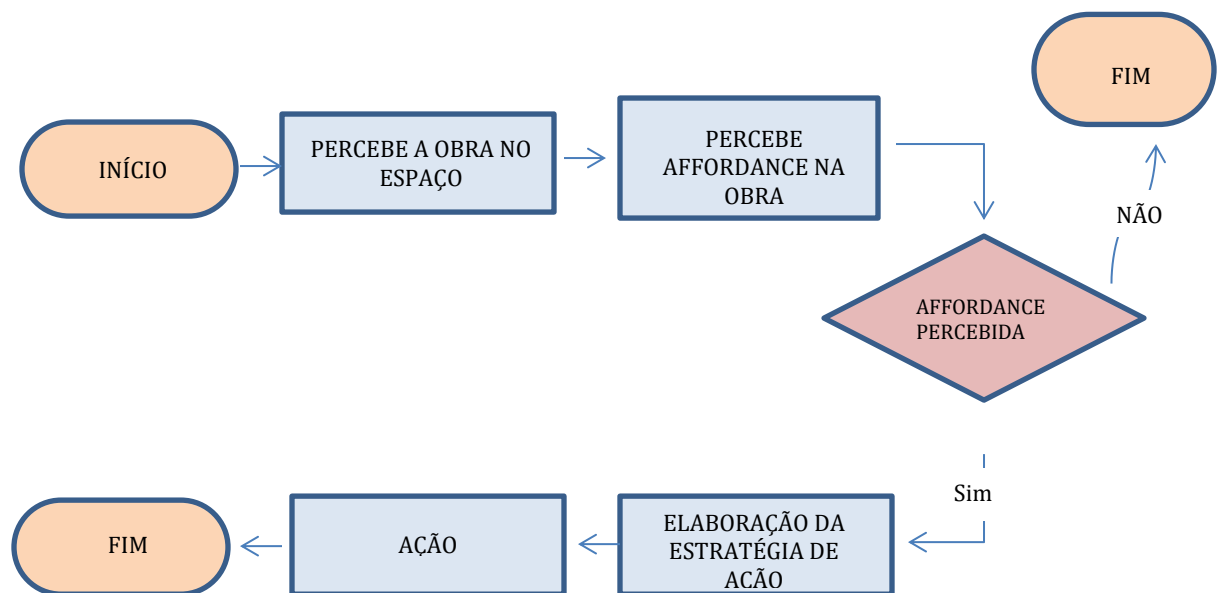 INÍCIO
PERCEBE A OBRA NO
ESPAÇO
PERCEBE
AFFORDANCE NA
OBRA
FIM
NÃO
AFFORDANCE
PERCEBIDA
Sim
ELABORAÇÃO DA
ESTRATÉGIA DE
AÇÃO
AÇÃO
FIM